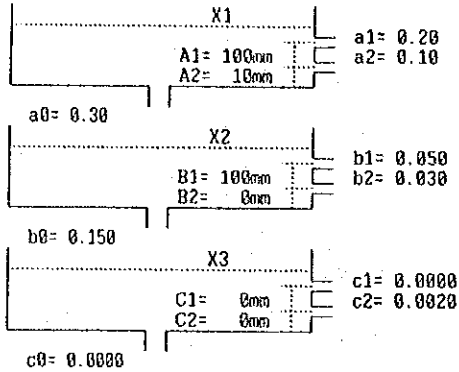 X1
a1= 0.20
A1= 100mm
a2= 0.10
A2= 10mm
a0= 0.30
X2
b1= 0.050
B1= 100mm
b2= 0.030
B2= 0mm
b0= 0.150
X3
c1= 0.0000
C1= 0mm
c2= 0.0020
C2= 0mm
c0= 0.0000